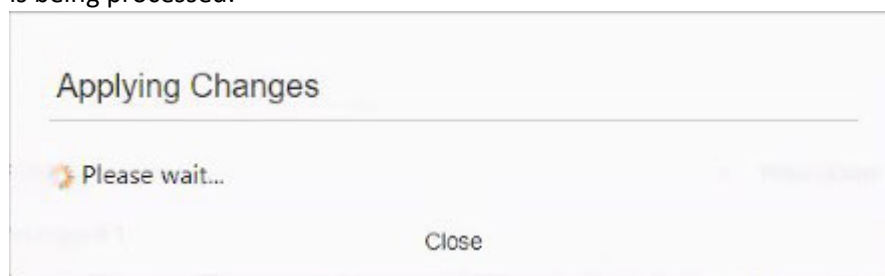 is being processed.
Applying Changes
Please wait...
Close